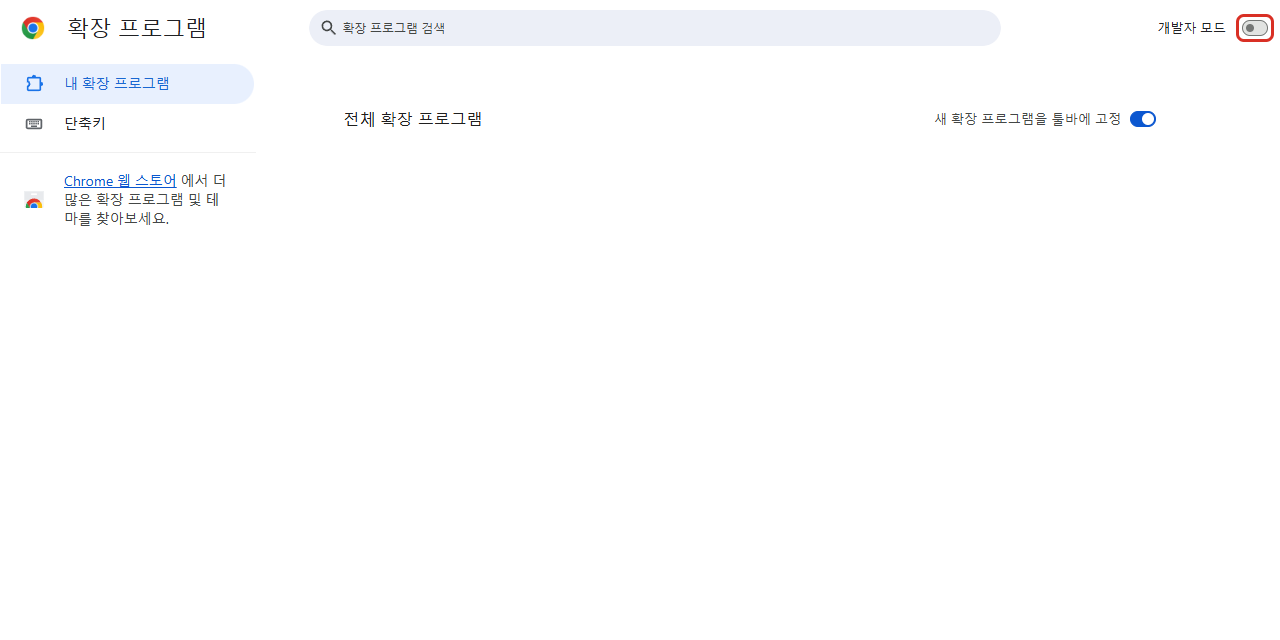 확장 프로그램
확장 프로그램 검색
개발자 모드
내 확장 프로그램
단축키
Chrome 웹 스토어 에서 더
많은 확장 프로그램 및 테
마를 찾아보세요.
전체 확장 프로그램
새 확장 프로그램을 툴바에 고정